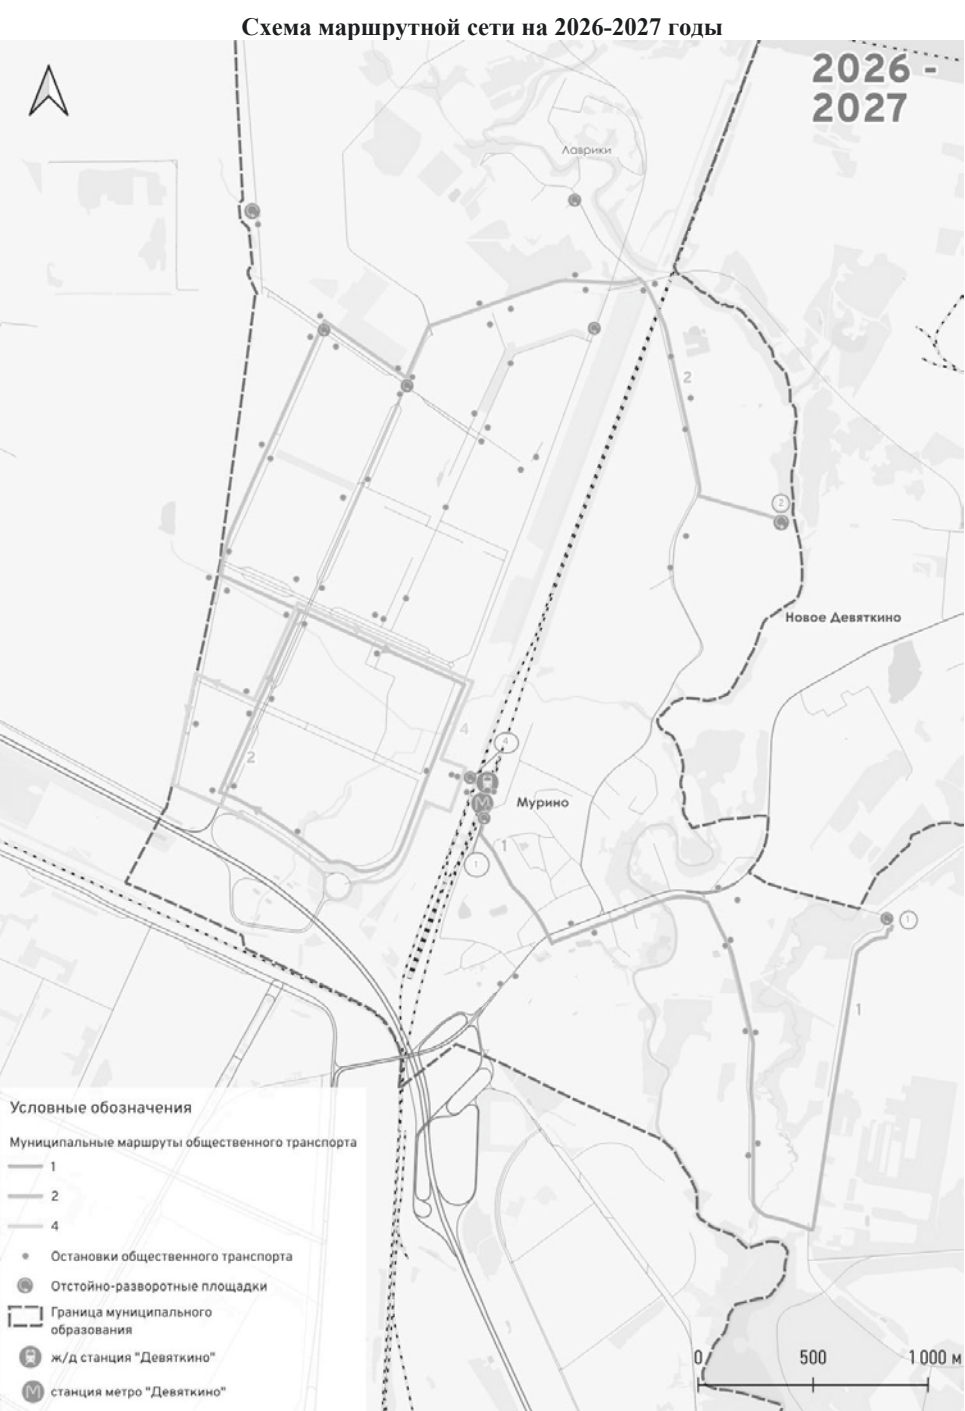 Схема маршрутной сети на 2026-2027 годы
2026 -
2027
Лаврики
2
2
Новое Девяткино
4
4
2
Мурино
1
1
1
1
Условные обозначения
Муниципальные маршруты общественного транспорта
1
2
4
Остановки общественного транспорта
Отстойно-разворотные площадки
Граница муниципального
образования
ж/д станция "Девяткино"
М станция метро "Девяткино"
0 500 1 000 м